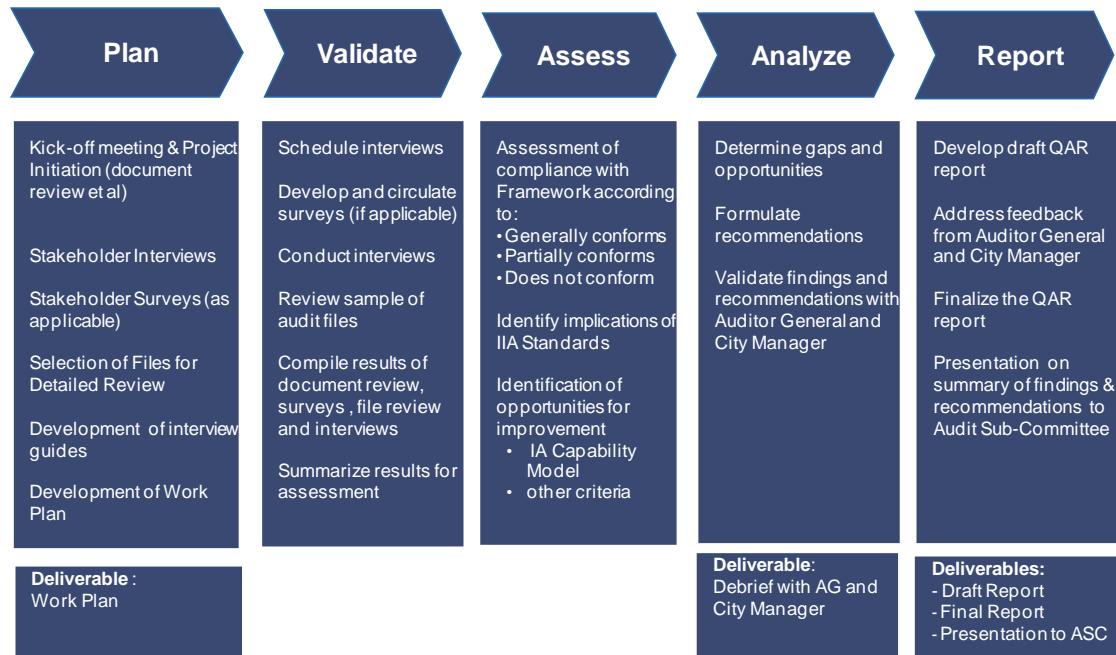 Plan
Validate
Assess
Analyze
Report
Kick-off meeting & Project
Initiation (document
review et al)
Stakeholder Interviews
Stakeholder Surveys (as
applicable)
Selection of Files for
Detailed Review
Development of interview
guides
Development of Work
Plan
Schedule interviews
Develop and circulate
surveys (if applicable)
Conduct interviews
Review sample of
audit files
Compile results of
document review,
surveys , file review
and interviews
Summarize results for
assessment
Assessment of
compliance with
Framework according
to:
• Generally conforms
• Partially conforms
• Does not conform
Identify implications of
IIA Standards
Identification of
opportunities for
improvement
• IA Capability
Model
• other criteria
Determine gaps and
opportunities
Formulate
recommendations
Validate findings and
recommendations with
Auditor General and
City Manager
Develop draft QAR
report
Address feedback
from Auditor General
and City Manager
Finalize the QAR
report
Presentation on
summary of findings &
recommendations to
Audit Sub-Committee
Deliverable :
Work Plan
Deliverable:
Debrief with AG and
City Manager
Deliverables:
- Draft Report
- Final Report
- Presentation to ASC